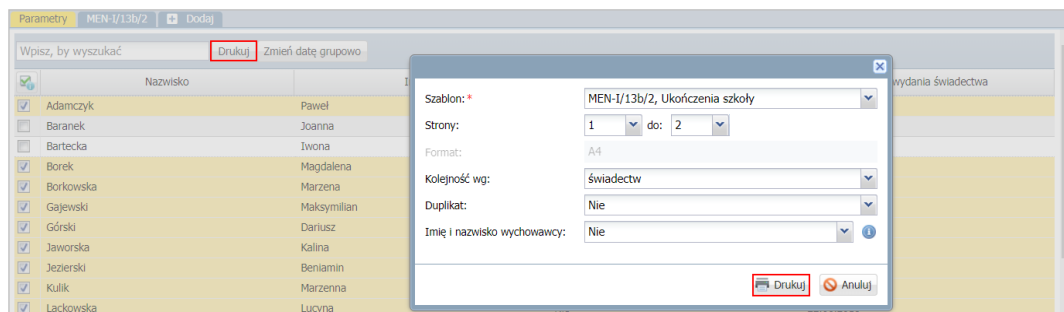 Parametry MEN-I/13b/2 Dodaj
Wpisz, by wyszukać Drukuj Zmień datę grupowo
Nazwisko I wydania świadectwa
Adamczyk Paweł
Baranek Joanna
Bartecka Iwona
Borek Magdalena
Borkowska Marzena
Gajewski Maksymilian
Górski Dariusz
Jaworska Kalina
Jezierski Beniamin
Kulik Marzenna
Lackowska Lucyna
Szablon:* MEN-I/13b/2, Ukończenia szkoły
Strony: 1 do: 2
Format: A4
Kolejność wg: świadectw
Duplikat: Nie
Imię i nazwisko wychowawcy: Nie
Drukuj Anuluj